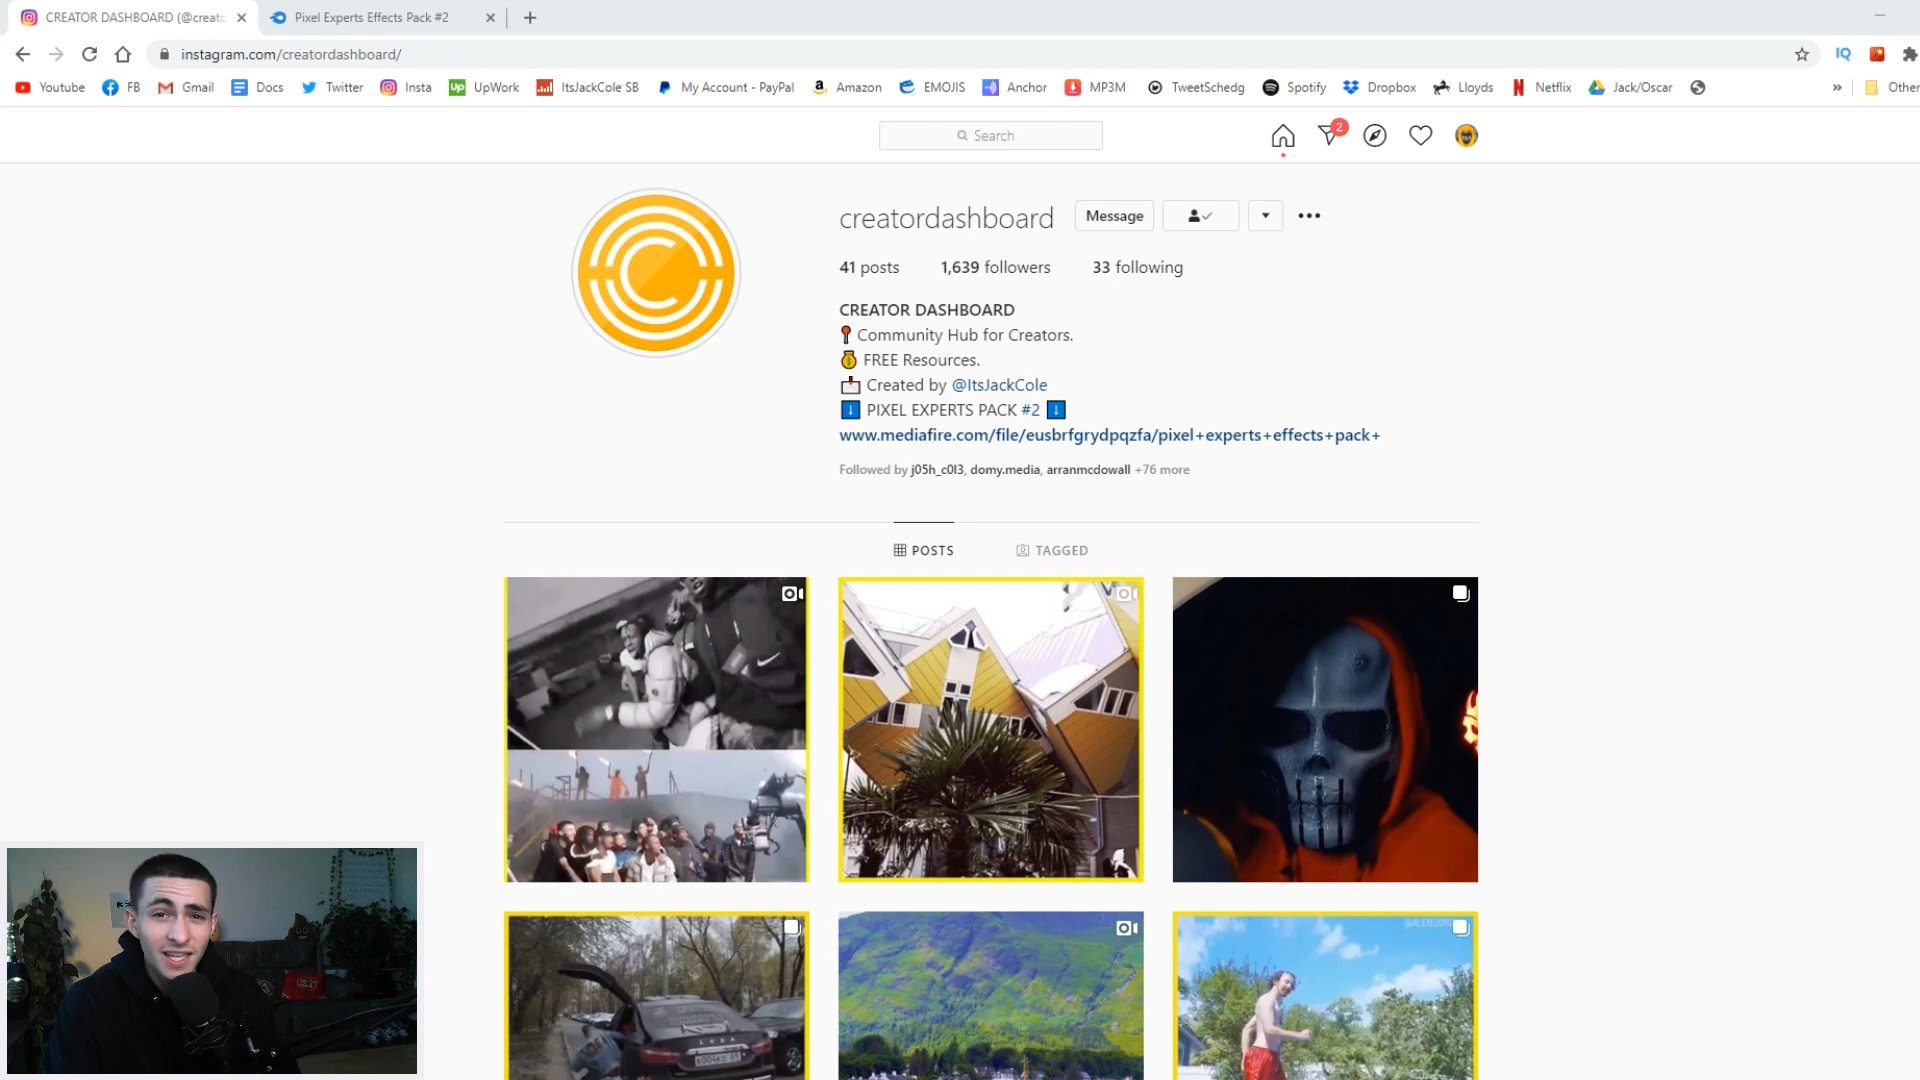 CREATOR DASHBOARD (@creato
Pixel Experts Effects Pack #2
instagram.com/creatordashboard/
IQ
Youtube FB Gmail Docs Twitter Insta Up UpWork ItsJackCole SB My Account - PayPal Amazon EMOJIS Anchor MP3M TweetSchedg Spotify Dropbox Lloyds Netflix Jack/Oscar » Other
Search
2
creatordashboard Message
41 posts 1,639 followers 33 following
CREATOR DASHBOARD
Community Hub for Creators.
FREE Resources.
Created by @ItsJackCole
PIXEL EXPERTS PACK #2
www.mediafire.com/file/eusbrfgrydpqzfa/pixel+experts+effects+pack+
Followed by j05h_c0l3, domy.media, arranmcdowall +76 more
POSTS TAGGED